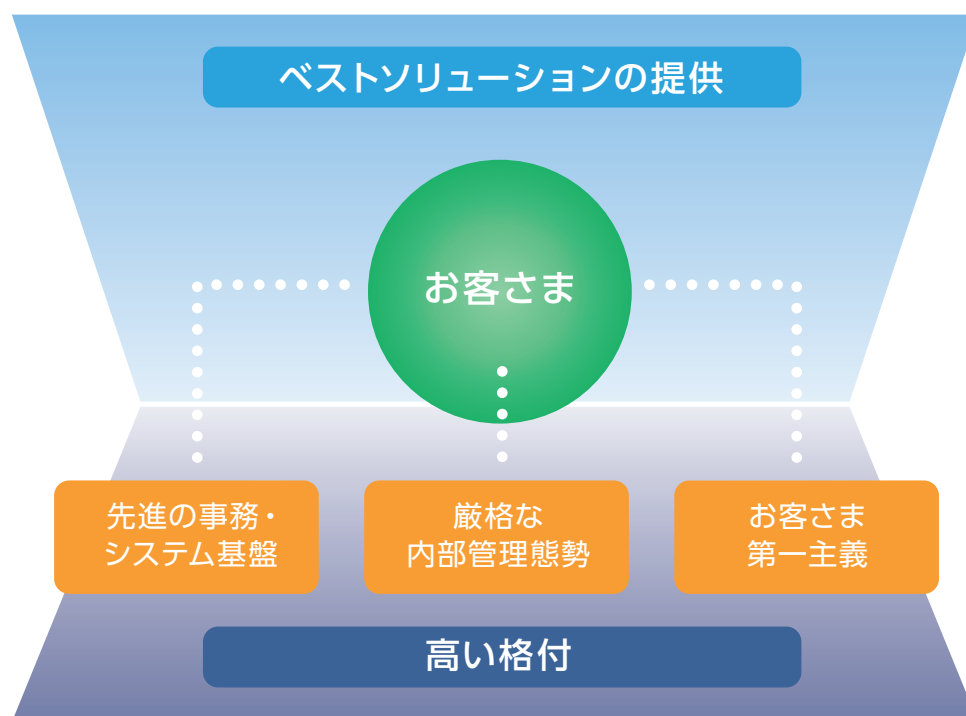 ベストソリューションの提供
お客さま
先進の事務・
システム基盤
厳格な
内部管理態勢
お客さま
第一主義
高い格付